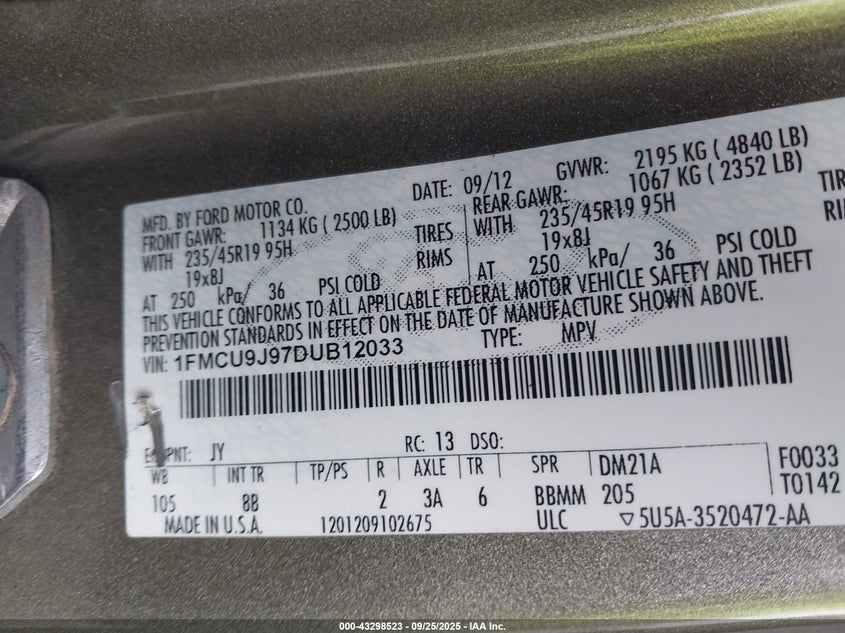 MFD. BY FORD MOTOR CO. DATE: 09/12 GVWR: 2195 KG ( 4840 LB)
FRONT GAWR: 1134 KG ( 2500 LB) REAR GAWR: 1067 KG ( 2352 LB)
WITH 235/45R19 95H TIRES WITH 235/45R19 95H TIR
19x8J RIMS 19x8J RI
AT 250 kPa/ 36 PSI COLD AT 250 kPa/ 36 PSI COLD
THIS VEHICLE CONFORMS TO ALL APPLICABLE FEDERAL MOTOR VEHICLE SAFETY AND THEFT
PREVENTION STANDARDS IN EFFECT ON THE DATE OF MANUFACTURE SHOWN ABOVE.
VIN: 1FMCU9J97DUB12033 TYPE: MPV
PNT: JY RC: 13 DSO:
WB INT TR TP/PS R AXLE TR SPR DM21A F0033
105 8B 2 3A 6 BBMM 205 T0142
MADE IN U.S.A. 1201209102675 ULC ▽5U5A-3520472-AA
000-43298523 - 09/25/2025 - IAA Inc.